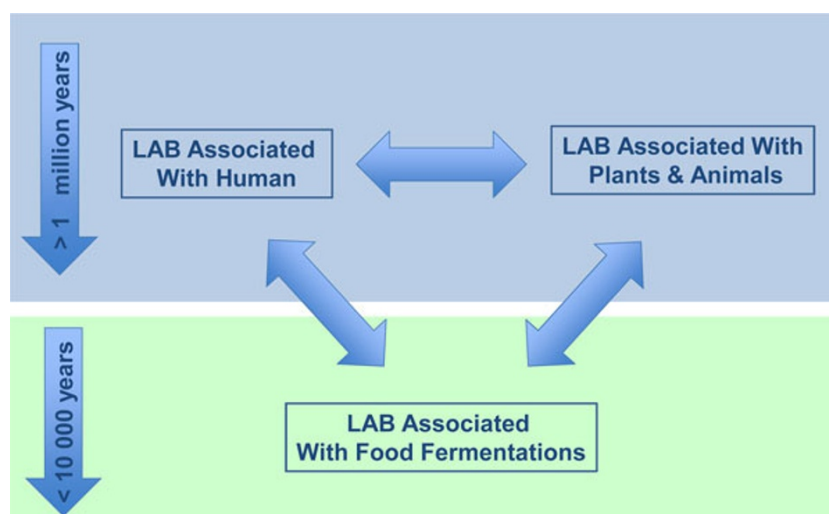 > 1 million years
LAB Associated
With Human
LAB Associated With
Plants & Animals
< 10 000 years
LAB Associated
With Food Fermentations